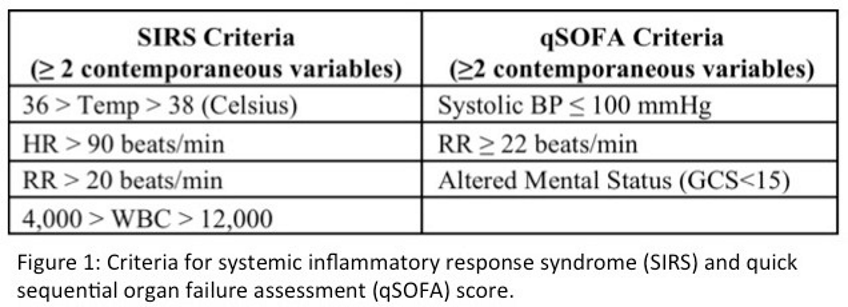 SIRS Criteria
(≥ 2 contemporaneous variables)
qSOFA Criteria
(≥2 contemporaneous variables)
36 > Temp > 38 (Celsius)
Systolic BP ≤ 100 mmHg
HR > 90 beats/min
RR ≥ 22 beats/min
RR > 20 beats/min
Altered Mental Status (GCS<15)
4,000 > WBC > 12,000
Figure 1: Criteria for systemic inflammatory response syndrome (SIRS) and quick
sequential organ failure assessment (qSOFA) score.